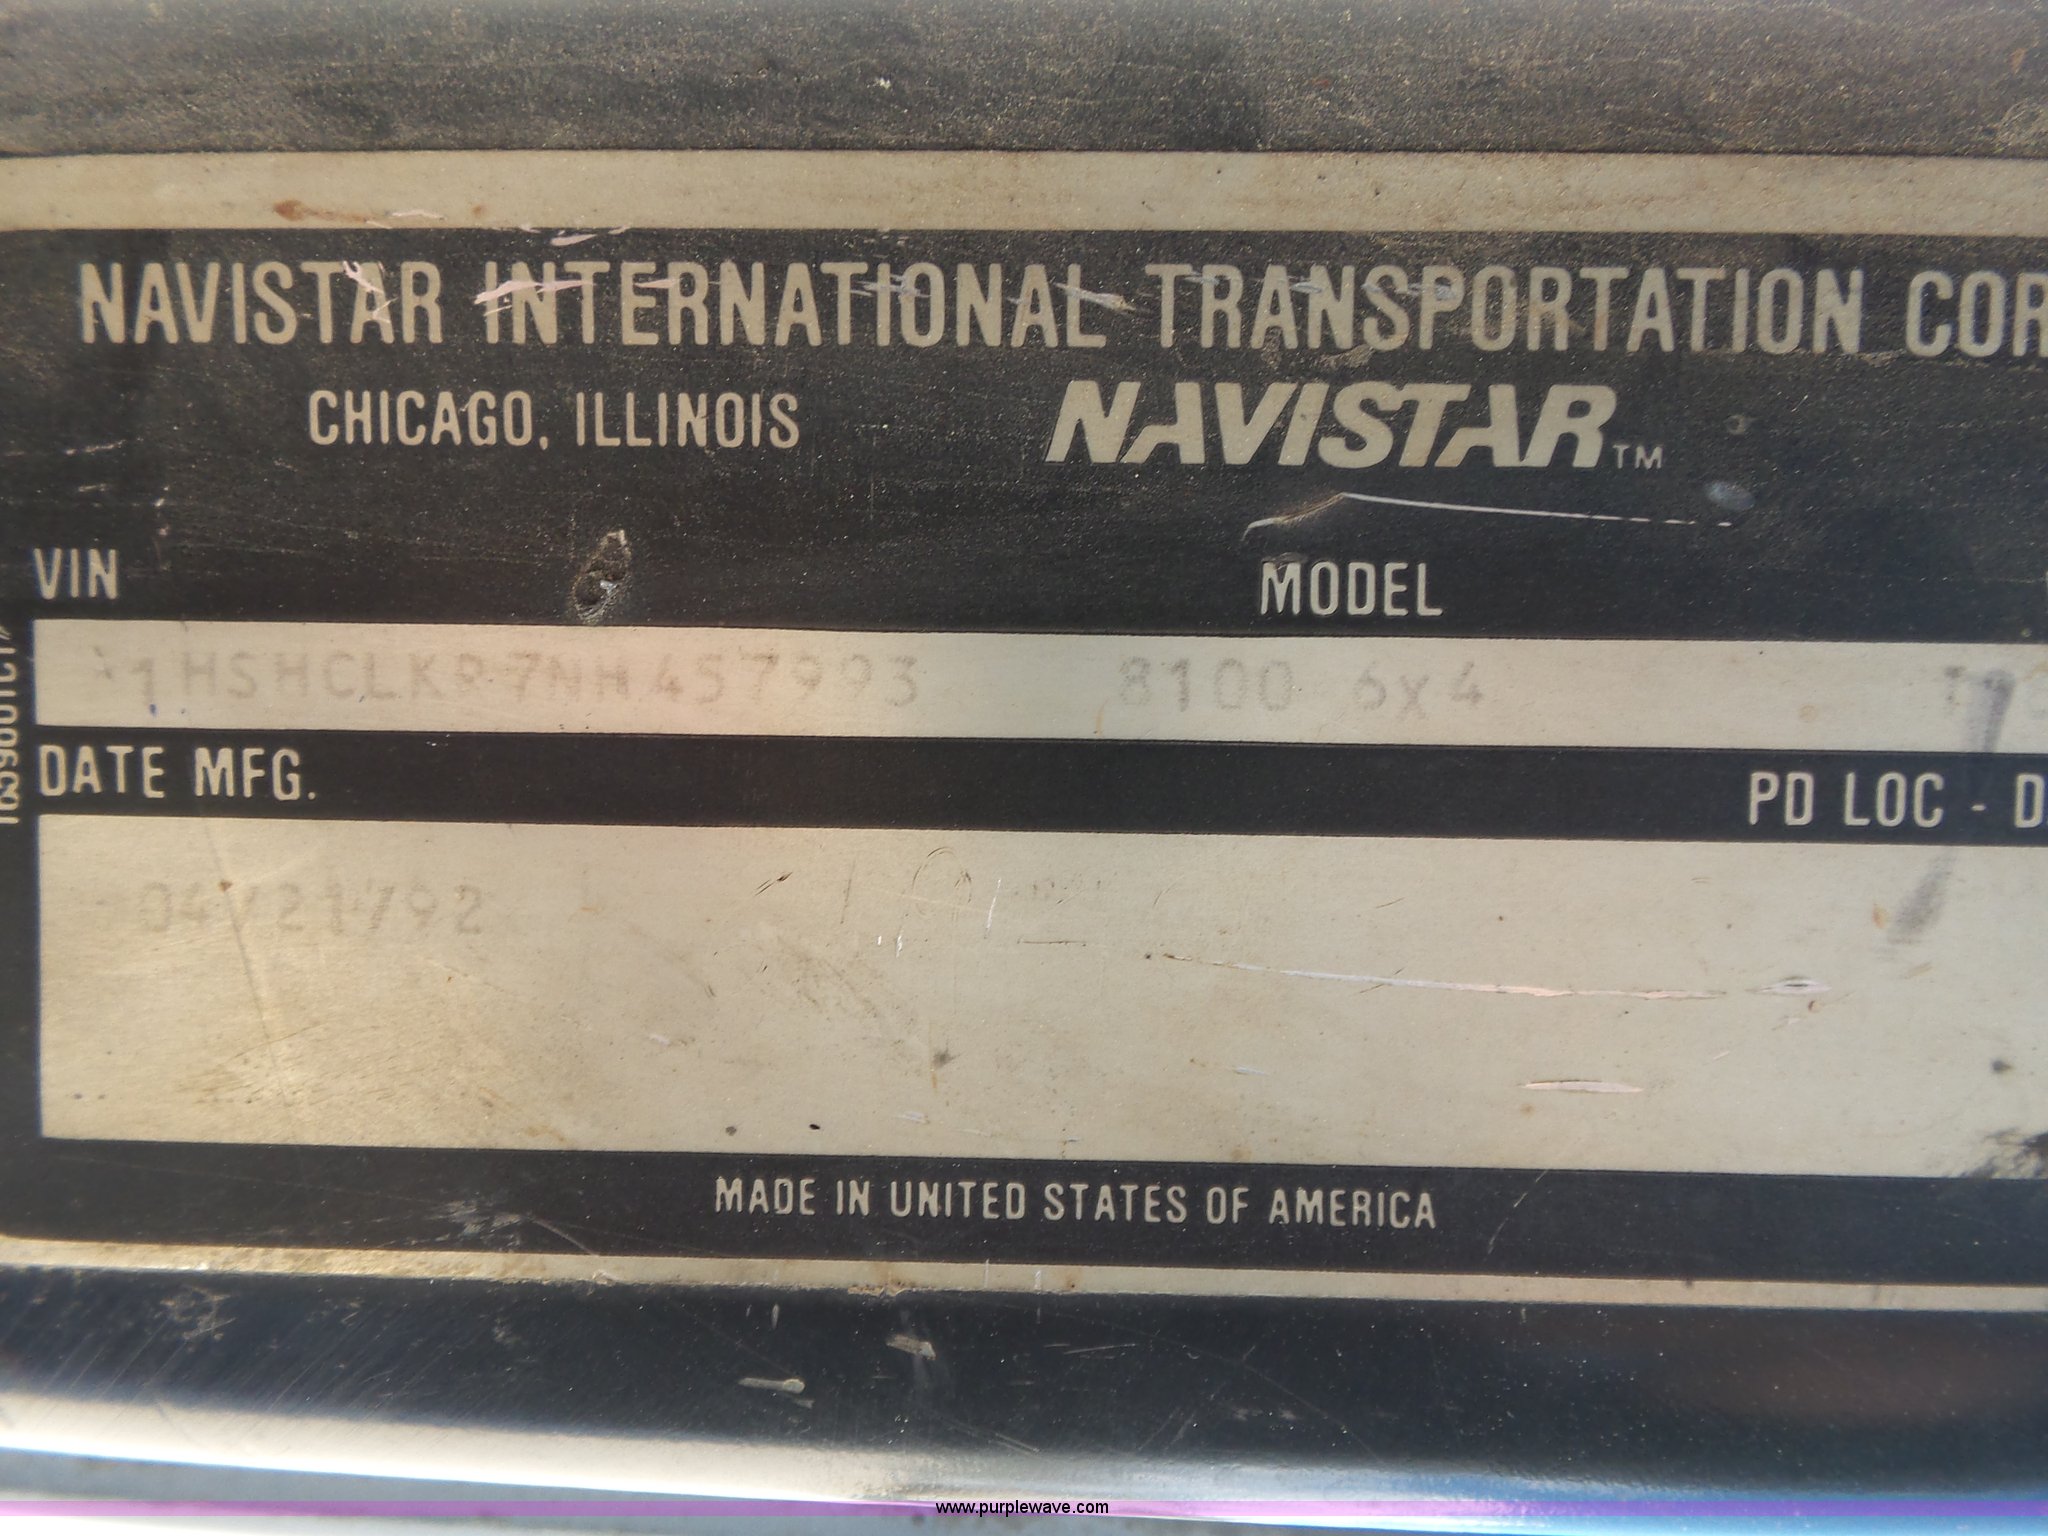 NAVISTAR INTERNATIONAL TRANSPORTATION COR
CHICAGO, ILLINOIS
NAVISTAR™
VIN
MODEL
1HSHCLKR7NH457993
8100 6x4
DATE MFG.
PD LOC - D
04/21/92
MADE IN UNITED STATES OF AMERICA
www.purplewave.com